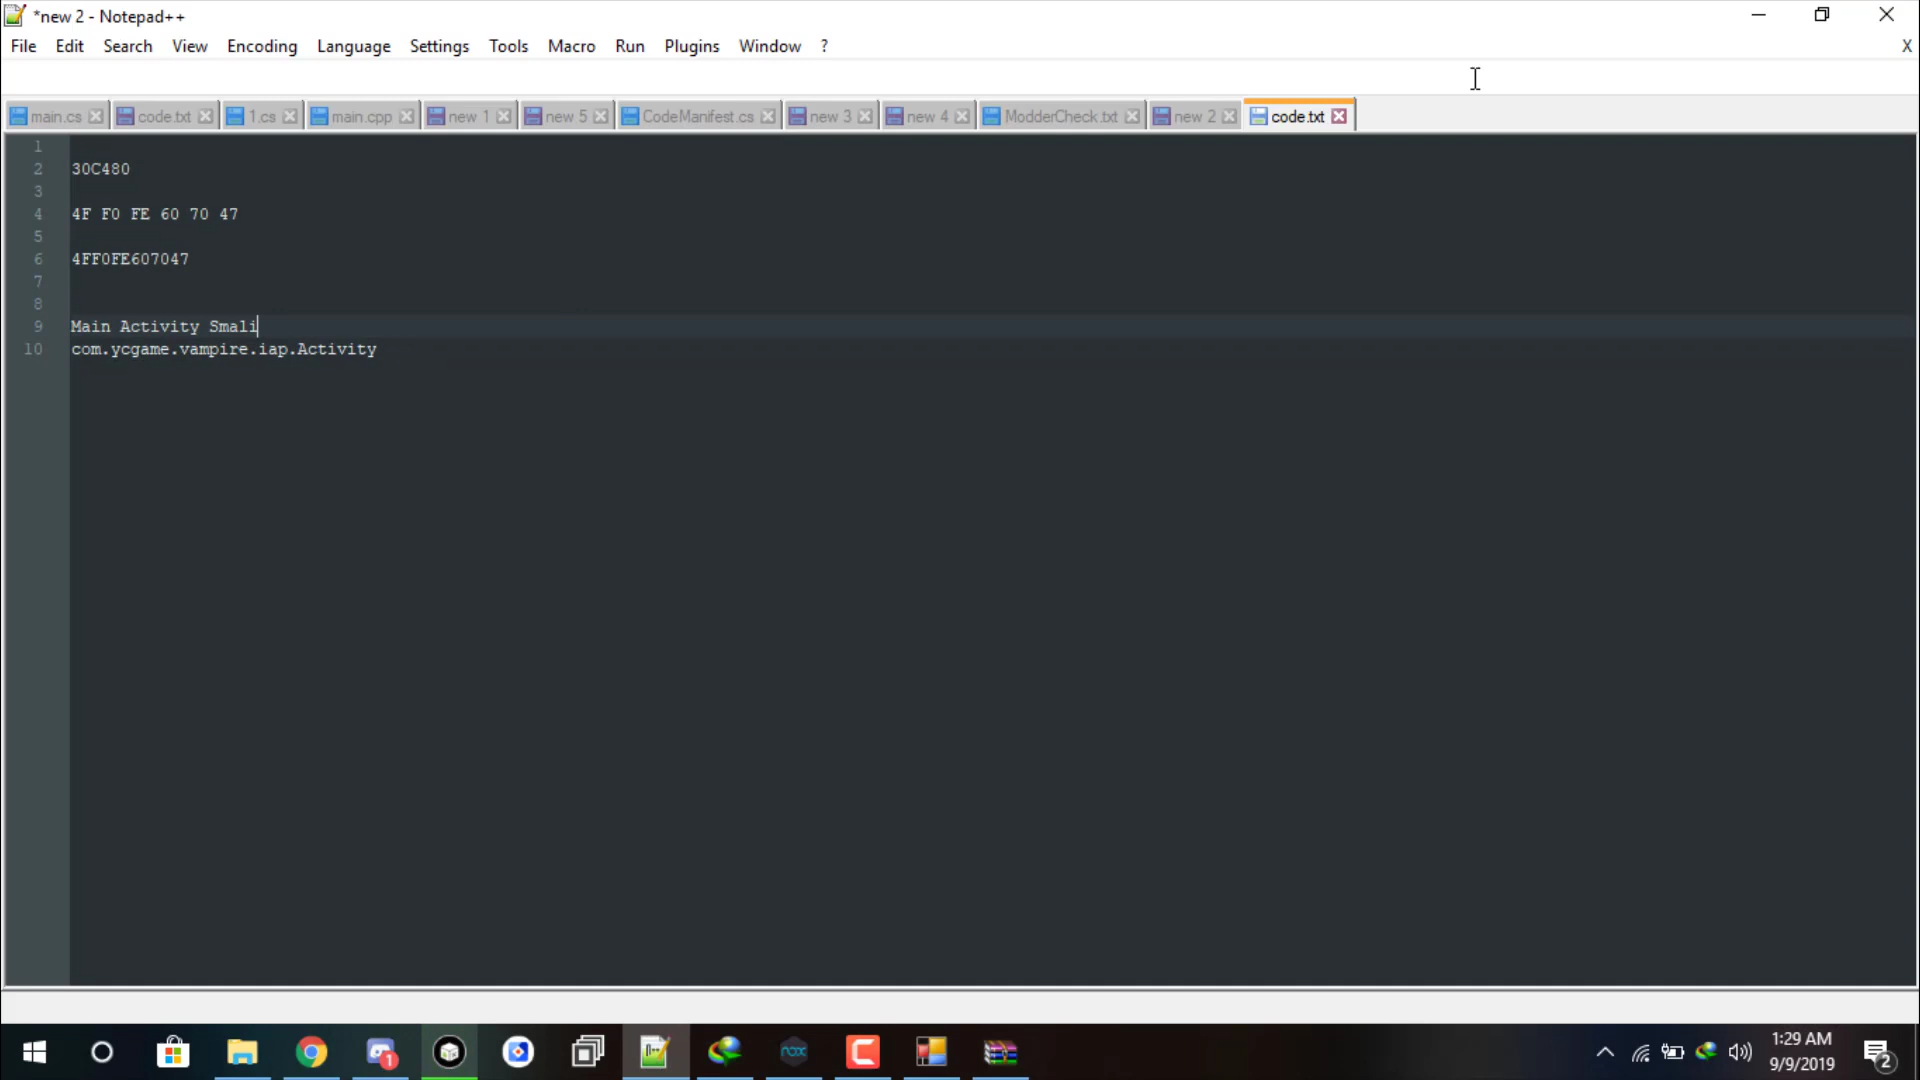 *new 2 - Notepad++
File Edit Search View Encoding Language Settings Tools Macro Run Plugins Window ? X
main.cs code.txt 1.cs main.cpp new 1 new 5 CodeManifest.cs new 3 new 4 ModderCheck.txt new 2 code.txt
1
2 30C480
3
4 4F F0 FE 60 70 47
5
6 4FF0FE607047
7
8
9 Main Activity Smali
10 com.ycgame.vampire.iap.Activity
1
nox
1:29 AM
9/9/2019
2